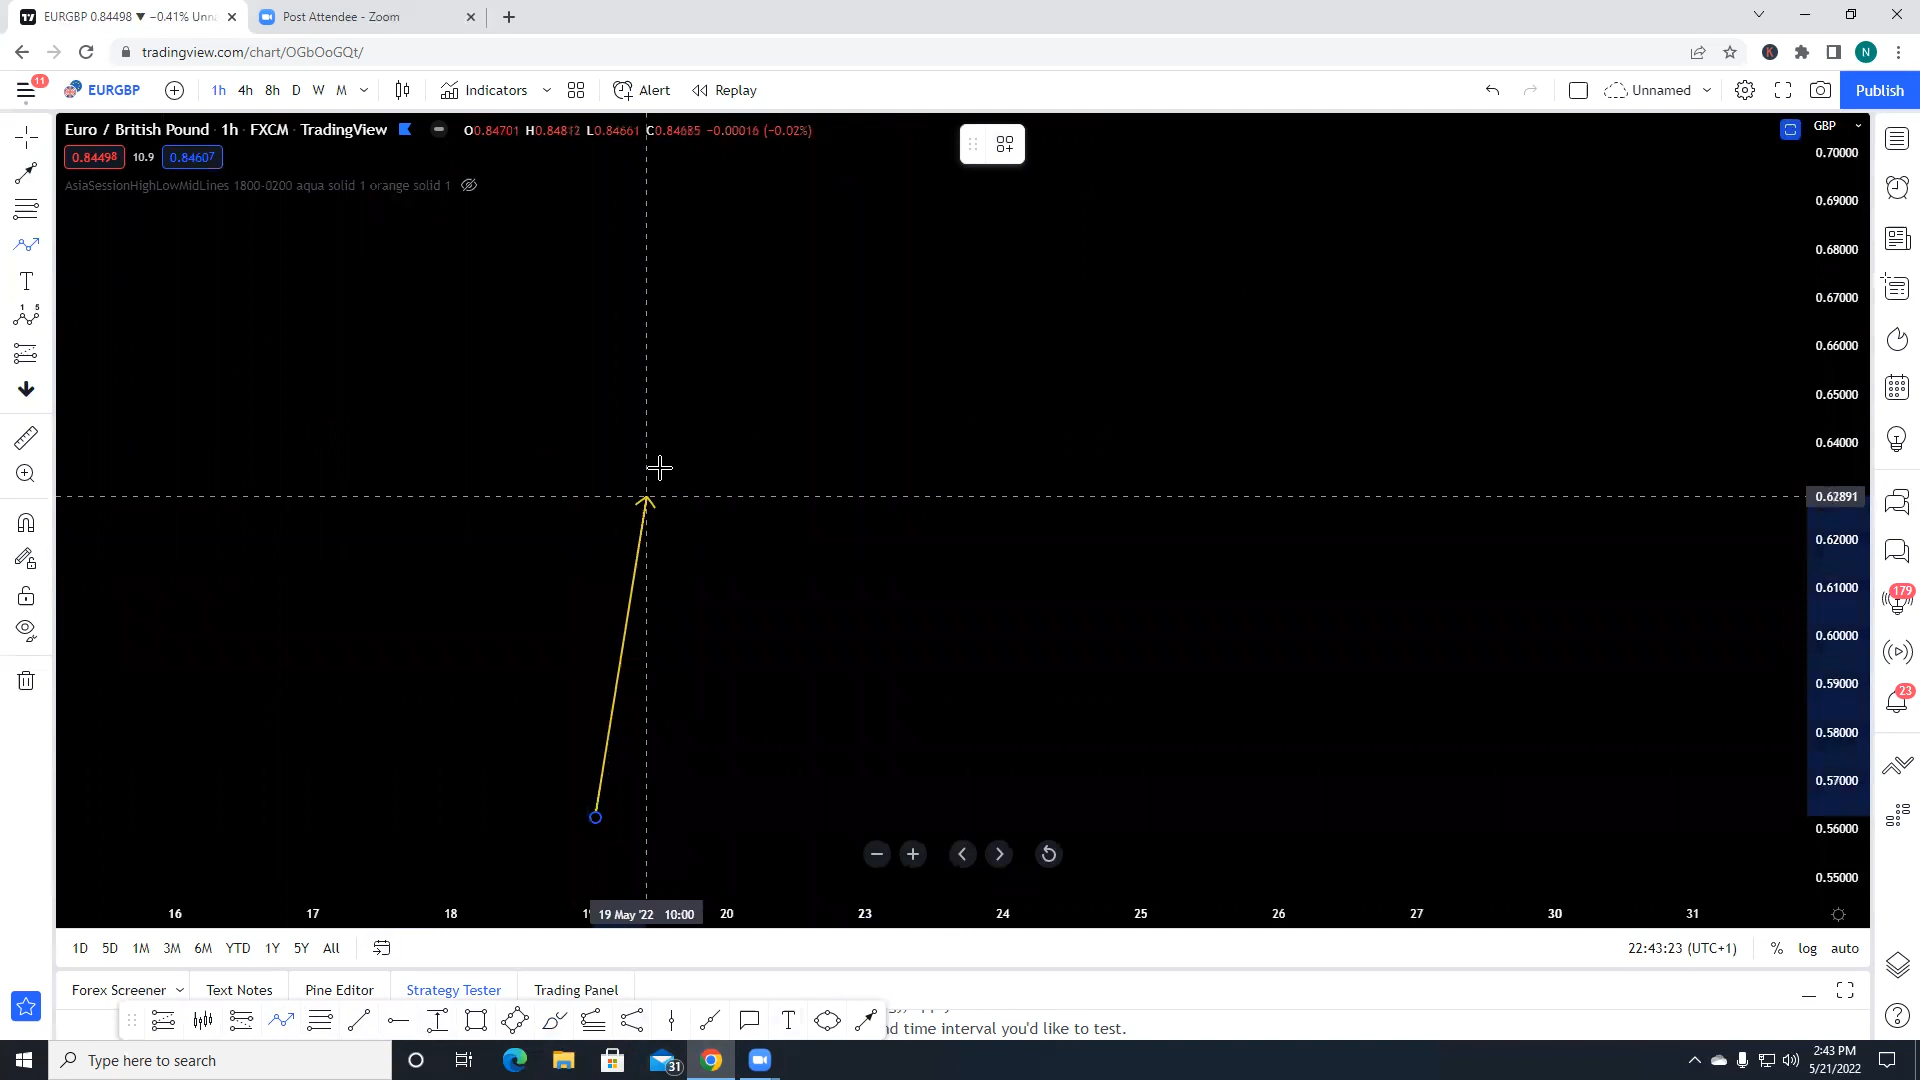 EURGBP 0.84498 ▼ −0.41% Unn
Post Attendee - Zoom
tradingview.com/chart/OGbOoGQt/
N
11
EURGBP
1h 4h 8h D W M
Indicators
Alert
Replay
Unnamed
Publish
Euro / British Pound · 1h · FXCM · TradingView
O0.84701 H0.84812 L0.84661 C0.84685 −0.00016 (−0.02%)
GBP
0.84498 10.9 0.84607
AsiaSessionHighLowMidLines 1800-0200 aqua solid 1 orange solid 1
0.70000
0.69000
0.68000
0.67000
0.66000
0.65000
0.64000
0.62891
0.62000
0.61000
0.60000
0.59000
0.58000
0.57000
0.56000
0.55000
179
23
16 17 18 19 May '22 10:00 20 23 24 25 26 27 30 31
1D 5D 1M 3M 6M YTD 1Y 5Y All
22:43:23 (UTC+1) % log auto
Forex Screener Text Notes Pine Editor Strategy Tester Trading Panel
nd time interval you'd like to test.
Type here to search
31
2:43 PM
5/21/2022